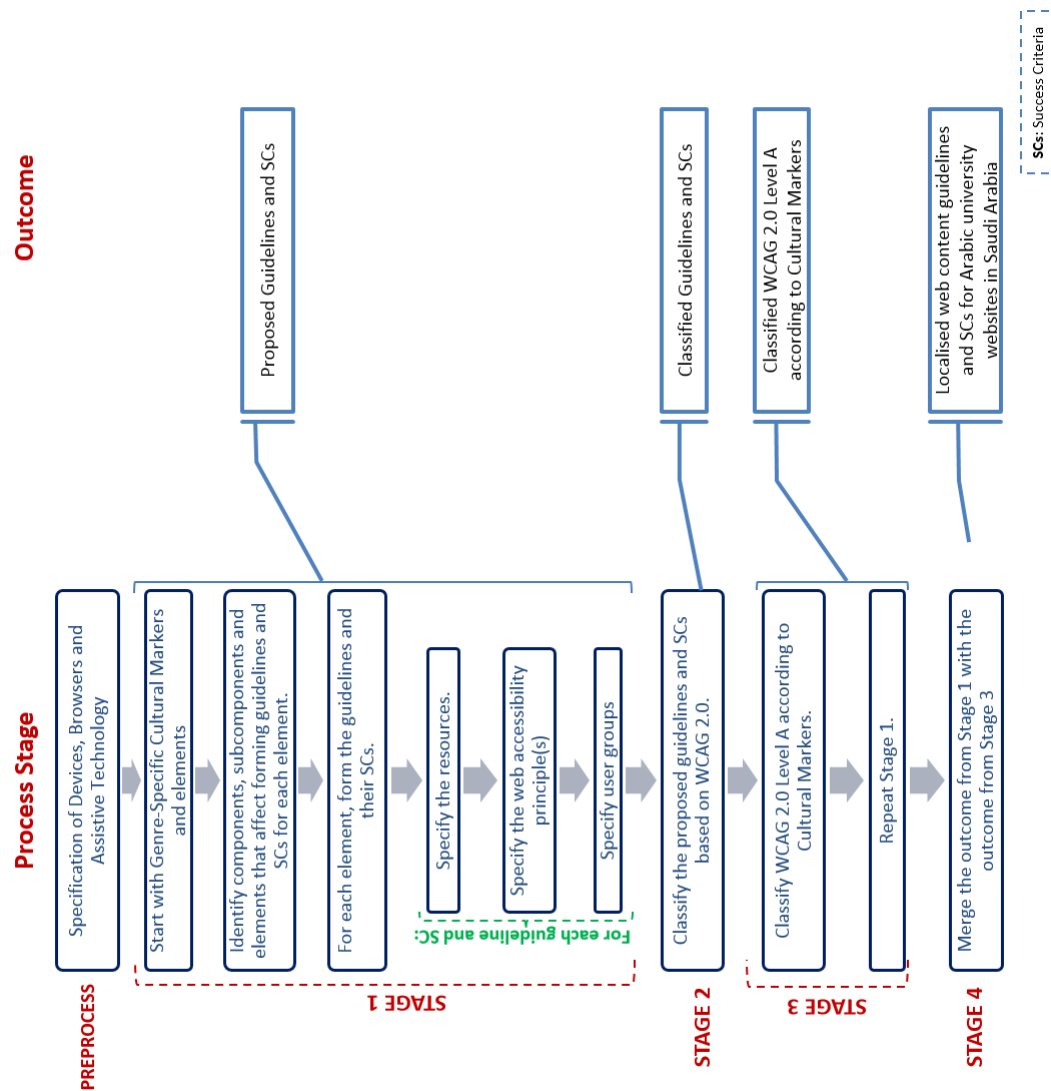 Process Stage
Outcome
PREPROCESS
Specification of Devices, Browsers and
Assistive Technology
STAGE 1
Start with Genre-Specific Cultural Markers
and elements
Identify components, subcomponents and
elements that affect forming guidelines and
SCs for each element.
For each element, form the guidelines and
their SCs.
For each guideline and SC:
Specify the resources.
Specify the web accessibility
principle(s)
Specify user groups
Proposed Guidelines and SCs
STAGE 2
Classify the proposed guidelines and SCs
based on WCAG 2.0.
Classified Guidelines and SCs
STAGE 3
Classify WCAG 2.0 Level A according to
Cultural Markers.
Repeat Stage 1.
Classified WCAG 2.0 Level A
according to Cultural Markers
STAGE 4
Merge the outcome from Stage 1 with the
outcome from Stage 3
Localised web content guidelines
and SCs for Arabic university
websites in Saudi Arabia
SCs: Success Criteria